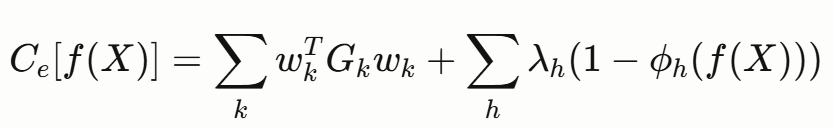 $C_e[f(X)] = \sum_k w_k^T G_k w_k + \sum_h \lambda_h (1 - \phi_h(f(X)))$